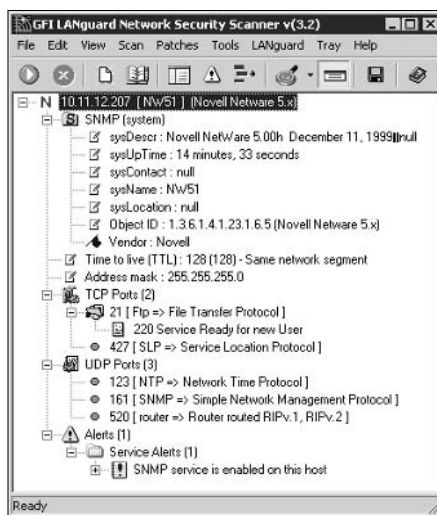 GFI LANguard Network Security Scanner v(3.2)
File Edit View Scan Patches Tools LANguard Tray Help
N 10.11.12.207 [ NW51 ] (Novell Netware 5.x)
SNMP (system)
sysDescr : Novell NetWare 5.00h December 11, 1999||null
sysUpTime : 14 minutes, 33 seconds
sysContact : null
sysName : NW51
sysLocation : null
Object ID : 1.3.6.1.4.1.23.1.6.5 (Novell Netware 5.x)
Vendor : Novell
Time to live (TTL) : 128 (128) - Same network segment
Address mask : 255.255.255.0
TCP Ports (2)
21 [ Ftp => File Transfer Protocol ]
220 Service Ready for new User
427 [ SLP => Service Location Protocol ]
UDP Ports (3)
123 [ NTP => Network Time Protocol ]
161 [ SNMP => Simple Network Management Protocol ]
520 [ router => Router routed RIPv.1, RIPv.2 ]
Alerts (1)
Service Alerts (1)
SNMP service is enabled on this host
Ready